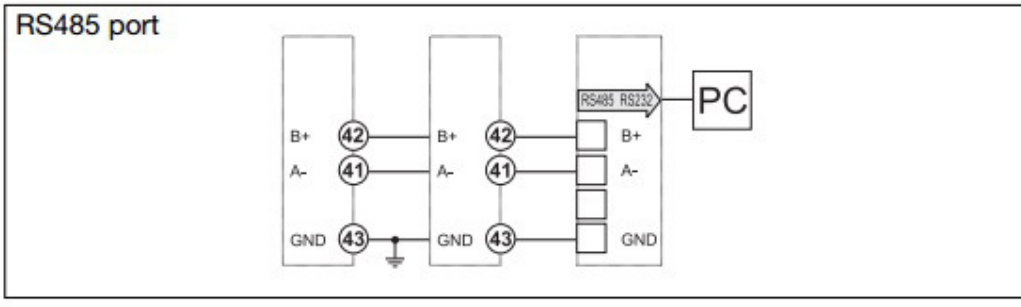 RS485 port
RS485 RS232 PC
B+ 42 B+ 42 B+
A- 41 A- 41 A-
GND 43 GND 43 GND